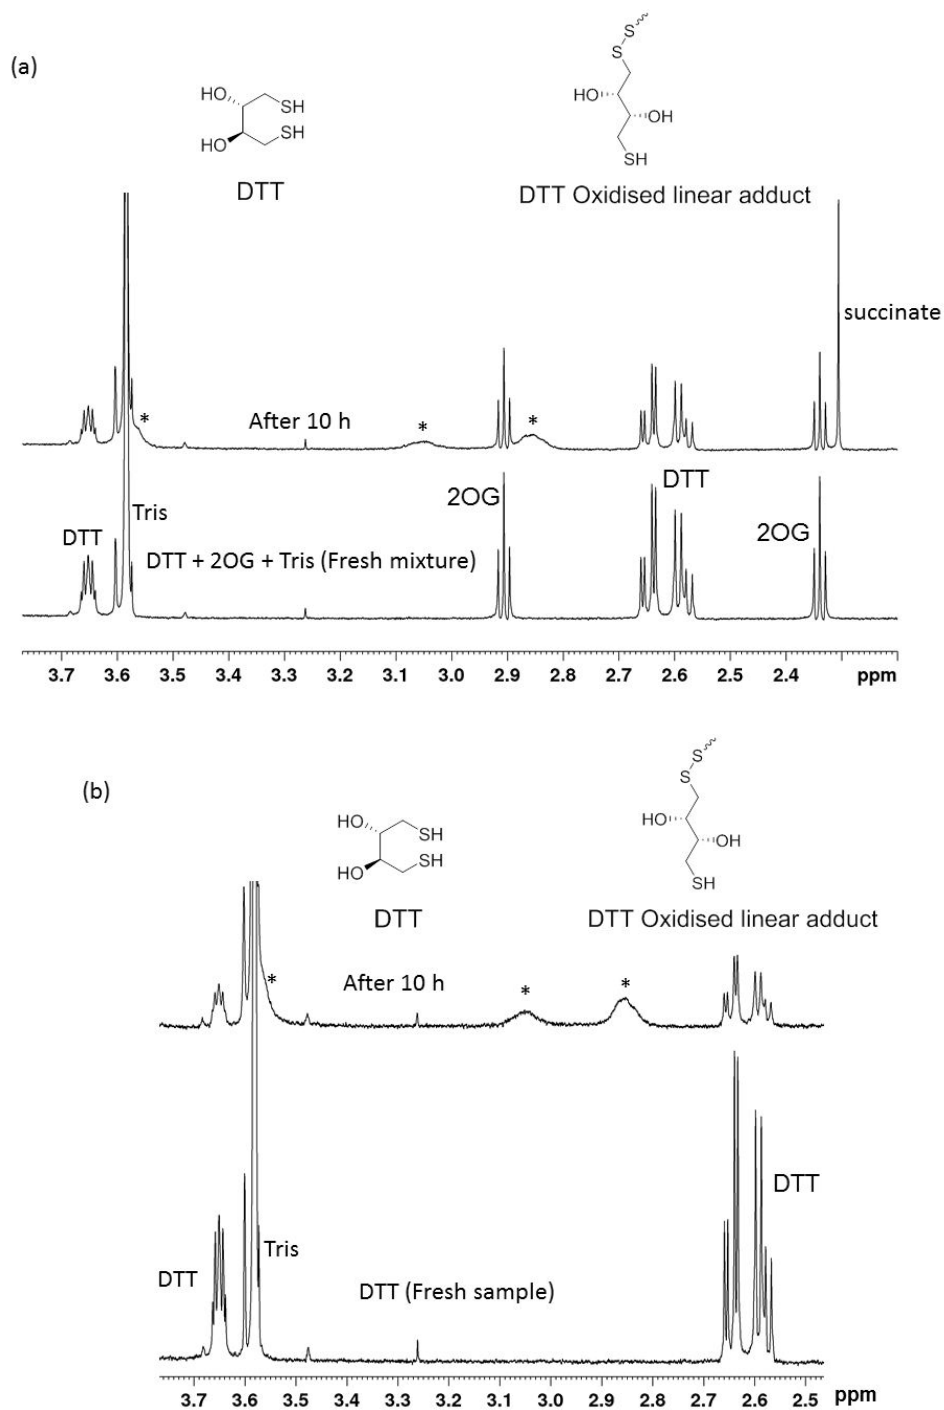 (a)
S
S
HO
SH
HO
SH
HO
OH
SH
DTT
DTT Oxidised linear adduct
succinate
*
After 10 h
*
*
DTT
2OG
Tris
DTT
2OG
DTT + 2OG + Tris (Fresh mixture)
3.7 3.6 3.5 3.4 3.3 3.2 3.1 3.0 2.9 2.8 2.7 2.6 2.5 2.4 ppm
(b)
S
S
HO
SH
HO
SH
HO
OH
SH
DTT
DTT Oxidised linear adduct
*
After 10 h
*
*
DTT
Tris
DTT
DTT (Fresh sample)
3.7 3.6 3.5 3.4 3.3 3.2 3.1 3.0 2.9 2.8 2.7 2.6 2.5 ppm